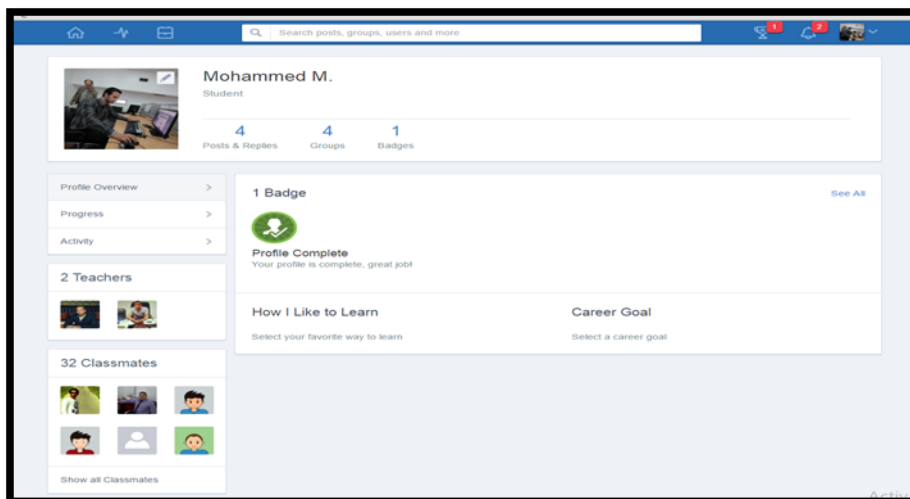 Search posts, groups, users and more
1
2
Mohammed M.
Student
4 4 1
Posts & Replies Groups Badges
Profile Overview >
Progress >
Activity >
2 Teachers
32 Classmates
Show all Classmates
1 Badge See All
Profile Complete
Your profile is complete, great job!
How I Like to Learn Career Goal
Select your favorite way to learn Select a career goal